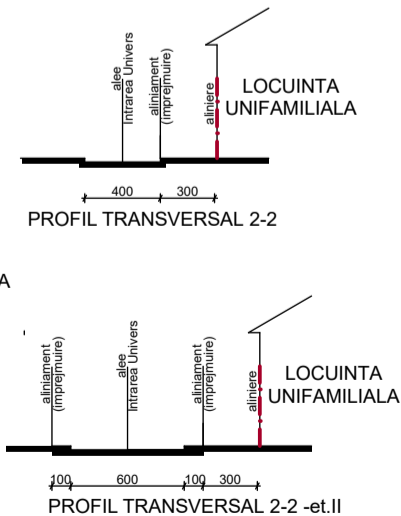 alee
Intrarea Univers
aliniament
(imprejmuire)
aliniere
LOCUINTA
UNIFAMILIALA
400
300
PROFIL TRANSVERSAL 2-2
A
aliniament
(imprejmuire)
alee
Intrarea Univers
aliniament
(imprejmuire)
aliniere
LOCUINTA
UNIFAMILIALA
100
600
100
300
PROFIL TRANSVERSAL 2-2 -et.II